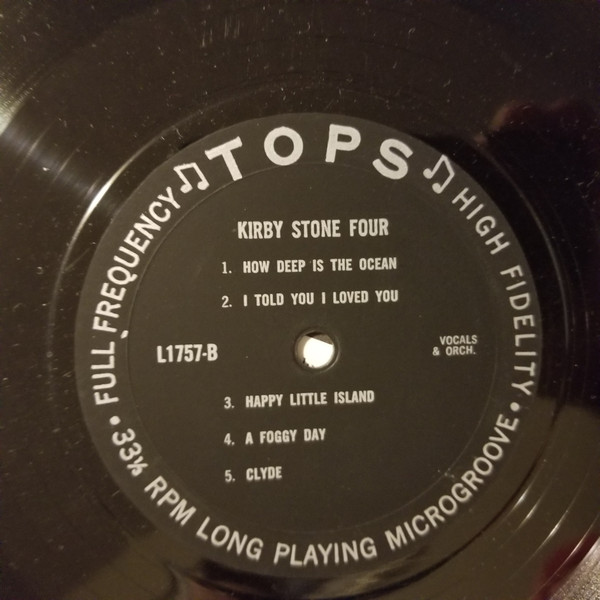 TOPS
HIGH FIDELITY
FULL FREQUENCY
KIRBY STONE FOUR
1. HOW DEEP IS THE OCEAN
2. I TOLD YOU I LOVED YOU
L1757-B
VOCALS
& ORCH.
3. HAPPY LITTLE ISLAND
4. A FOGGY DAY
5. CLYDE
• 33⅓ RPM LONG PLAYING MICROGROOVE •